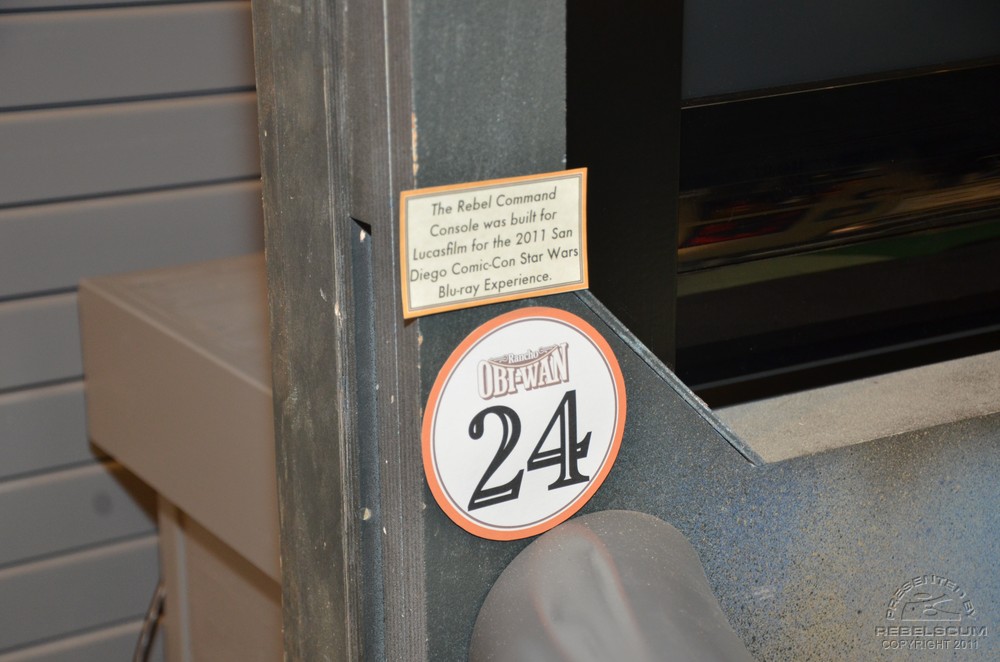 The Rebel Command
Console was built for
Lucasfilm for the 2011 San
Diego Comic-Con Star Wars
Blu-ray Experience.
Rancho
OBI-WAN
24
PRESENTED BY
REBELSCUM
COPYRIGHT 2011